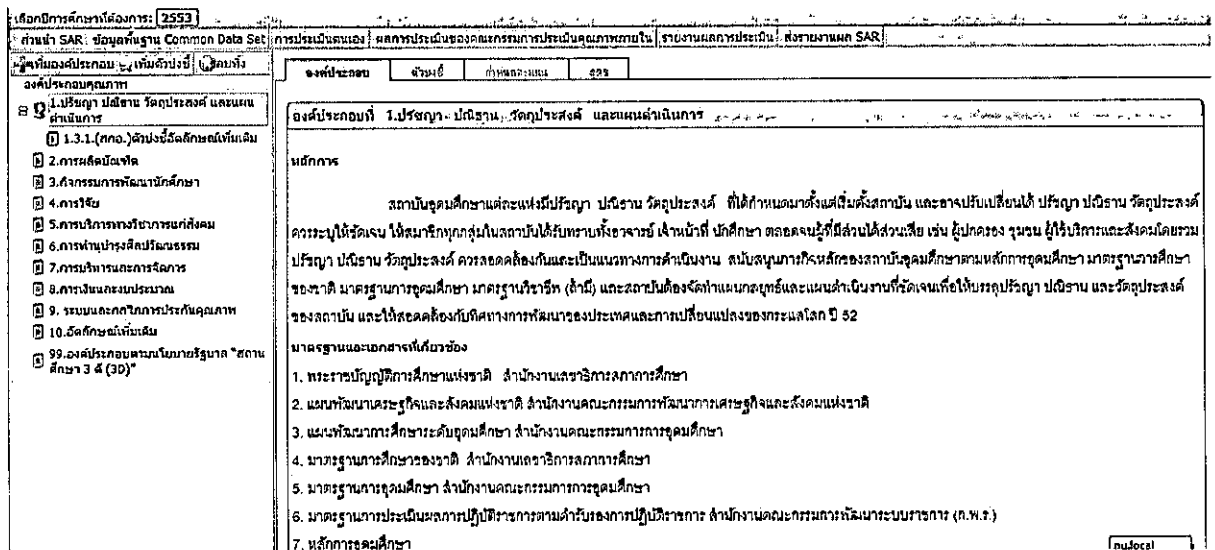 เลือกปีการศึกษาที่ต้องการ: 2553
ส่วนนำ SAR ข้อมูลพื้นฐาน Common Data Set การประเมินตนเอง ผลการประเมินของคณะกรรมการประเมินคุณภาพภายใน รายงานผลการประเมิน ส่งรายงานผล SAR
เพิ่มองค์ประกอบ เพิ่มตัวบ่งชี้ ลบทิ้ง
องค์ประกอบคุณภาพ
1.ปรัชญา ปณิธาน วัตถุประสงค์ และแผน
ดำเนินการ
1.3.1.(สกอ.)ตัวบ่งชี้อัตลักษณ์เพิ่มเติม
2.การผลิตบัณฑิต
3.กิจกรรมการพัฒนานักศึกษา
4.การวิจัย
5.การบริการทางวิชาการแก่สังคม
6.การทำนุบำรุงศิลปวัฒนธรรม
7.การบริหารและการจัดการ
8.การเงินและงบประมาณ
9. ระบบและกลไกการประกันคุณภาพ
10.อัตลักษณ์เพิ่มเติม
99.องค์ประกอบตามนโยบายรัฐบาล "สถาน
ศึกษา 3 ดี (3D)"
องค์ประกอบ ตัวบ่งชี้ กำหนดคะแนน สูตร
องค์ประกอบที่ 1.ปรัชญา ปณิธาน วัตถุประสงค์ และแผนดำเนินการ
หลักการ
สถาบันอุดมศึกษาแต่ละแห่งมีปรัชญา ปณิธาน วัตถุประสงค์ ที่ได้กำหนดมาตั้งแต่เริ่มตั้งสถาบัน และอาจปรับเปลี่ยนได้ ปรัชญา ปณิธาน วัตถุประสงค์
ควรระบุให้ชัดเจน ให้สมาชิกทุกกลุ่มในสถาบันได้รับทราบทั้งอาจารย์ เจ้าหน้าที่ นักศึกษา ตลอดจนผู้ที่มีส่วนได้ส่วนเสีย เช่น ผู้ปกครอง ชุมชน ผู้ใช้บริการและสังคมโดยรวม
ปรัชญา ปณิธาน วัตถุประสงค์ ควรสอดคล้องกันและเป็นแนวทางการดำเนินงาน สนับสนุนภารกิจหลักของสถาบันอุดมศึกษาตามหลักการอุดมศึกษา มาตรฐานการศึกษา
ของชาติ มาตรฐานการอุดมศึกษา มาตรฐานวิชาชีพ (ถ้ามี) และสถาบันต้องจัดทำแผนกลยุทธ์และแผนดำเนินงานที่ชัดเจนเพื่อให้บรรลุปรัชญา ปณิธาน และวัตถุประสงค์
ของสถาบัน และให้สอดคล้องกับทิศทางการพัฒนาของประเทศและการเปลี่ยนแปลงของกระแสโลก ปี 52
มาตรฐานและเอกสารที่เกี่ยวข้อง
1. พระราชบัญญัติการศึกษาแห่งชาติ สำนักงานเลขาธิการสภาการศึกษา
2. แผนพัฒนาเศรษฐกิจและสังคมแห่งชาติ สำนักงานคณะกรรมการพัฒนาการเศรษฐกิจและสังคมแห่งชาติ
3. แผนพัฒนาการศึกษาระดับอุดมศึกษา สำนักงานคณะกรรมการการอุดมศึกษา
4. มาตรฐานการศึกษาของชาติ สำนักงานเลขาธิการสภาการศึกษา
5. มาตรฐานการอุดมศึกษา สำนักงานคณะกรรมการการอุดมศึกษา
6. มาตรฐานการประเมินผลการปฏิบัติราชการตามคำรับรองการปฏิบัติราชการ สำนักงานคณะกรรมการพัฒนาระบบราชการ (ก.พ.ร.)
7. หลักการอุดมศึกษา
nu.local